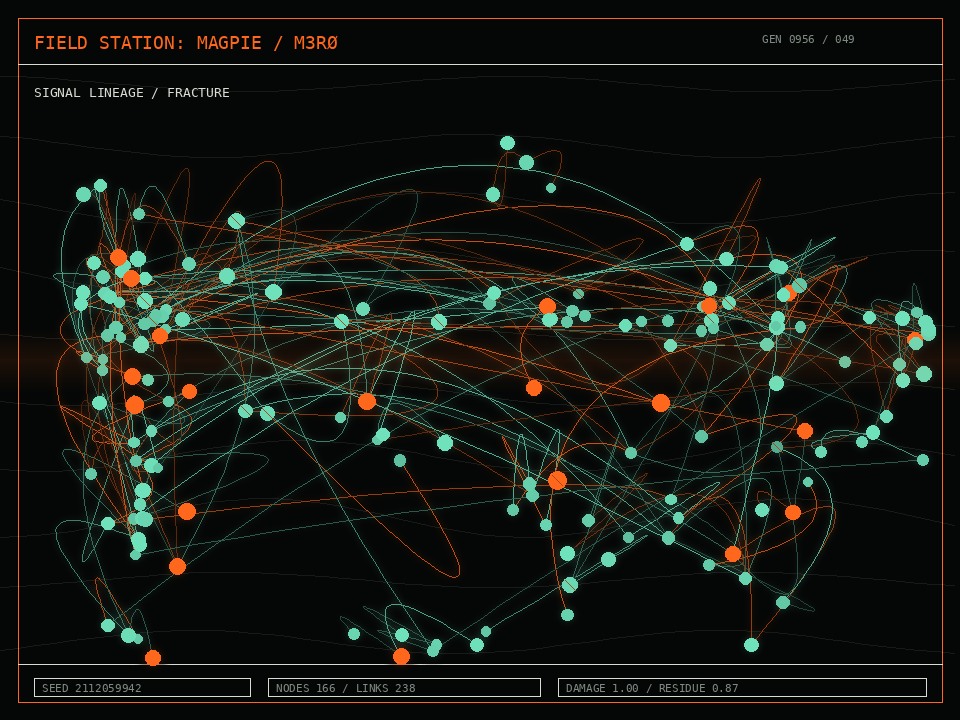 FIELD STATION: MAGPIE / M3RØ
GEN 0956 / 049
SIGNAL LINEAGE / FRACTURE
SEED 2112059942
NODES 166 / LINKS 238
DAMAGE 1.00 / RESIDUE 0.87